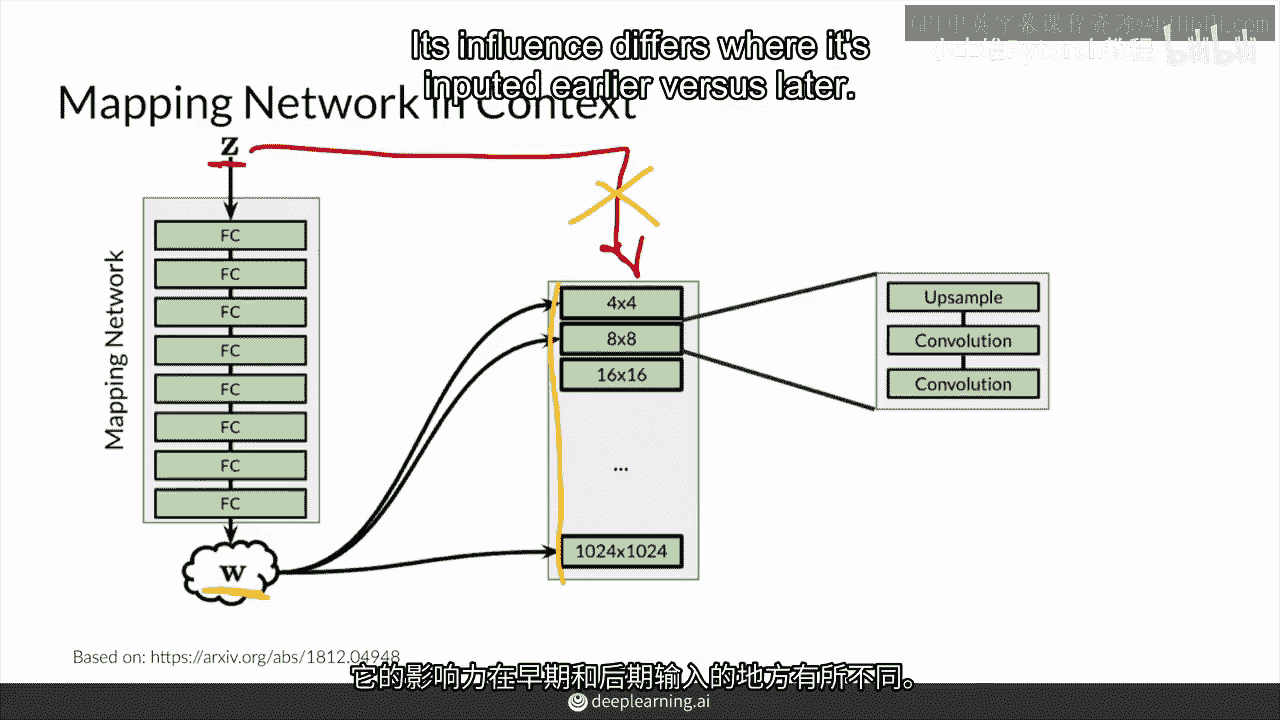 Its influence differs where it's
inputed earlier versus later.
Mapping Network in Context
z
Mapping Network
FC
FC
FC
FC
FC
FC
FC
FC
w
4x4
8x8
16x16
...
1024x1024
Upsample
Convolution
Convolution
Based on: https://arxiv.org/abs/1812.04948
它的影响力在早期和后期输入的地方有所不同。
deeplearning.ai